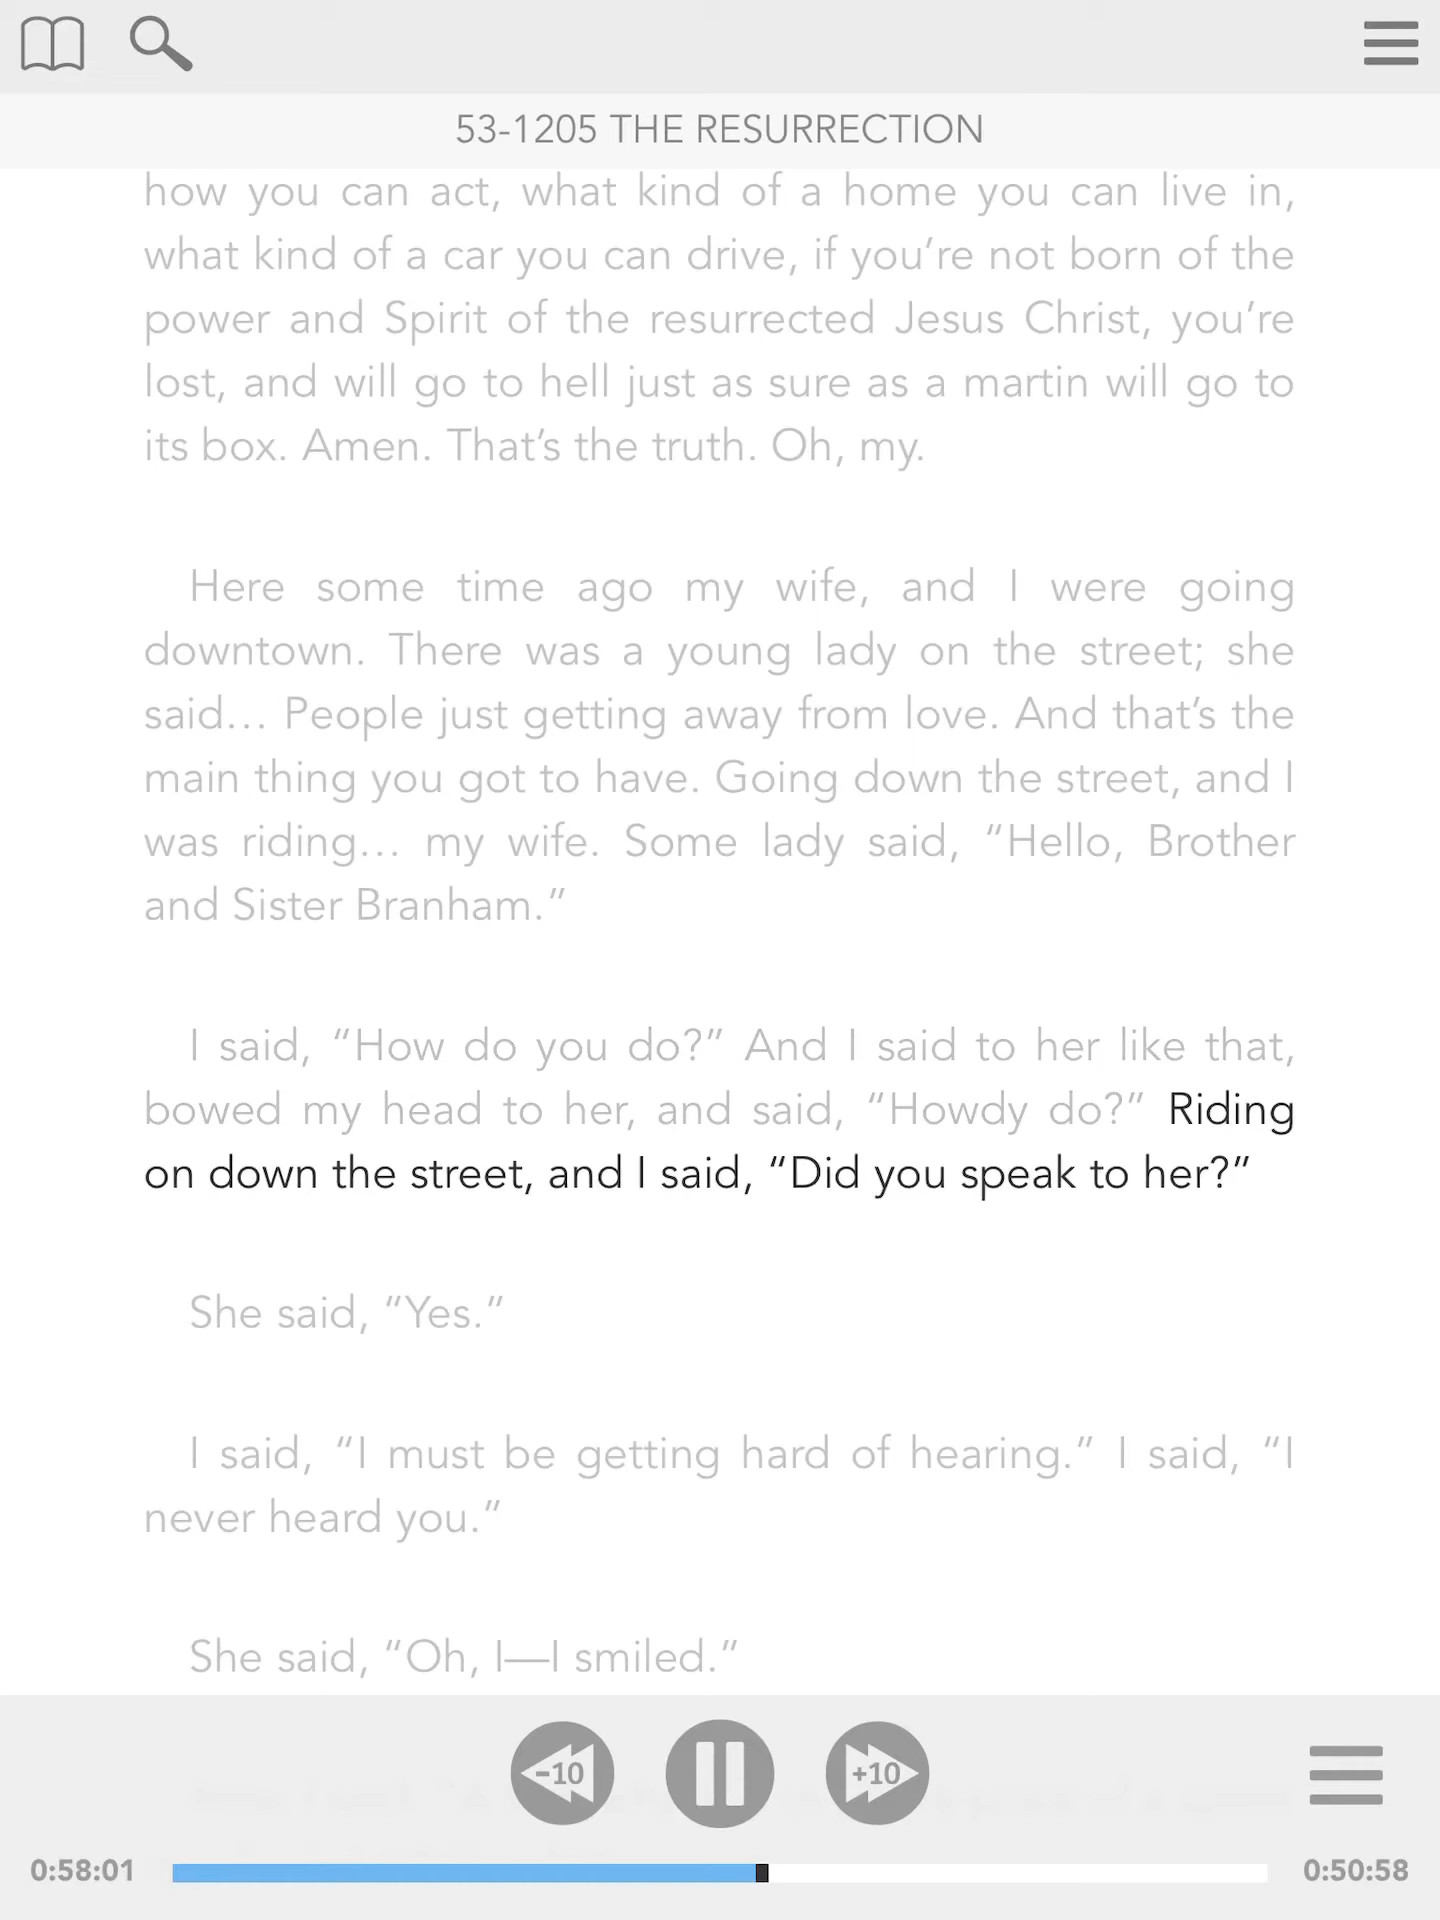 53-1205 THE RESURRECTION
how you can act, what kind of a home you can live in,
what kind of a car you can drive, if you’re not born of the
power and Spirit of the resurrected Jesus Christ, you’re
lost, and will go to hell just as sure as a martin will go to
its box. Amen. That’s the truth. Oh, my.
Here some time ago my wife, and I were going
downtown. There was a young lady on the street; she
said… People just getting away from love. And that’s the
main thing you got to have. Going down the street, and I
was riding… my wife. Some lady said, “Hello, Brother
and Sister Branham.”
I said, “How do you do?” And I said to her like that,
bowed my head to her, and said, “Howdy do?” Riding
on down the street, and I said, “Did you speak to her?”
She said, “Yes.”
I said, “I must be getting hard of hearing.” I said, “I
never heard you.”
She said, “Oh, I—I smiled.”
-10 +10
0:58:01 0:50:58